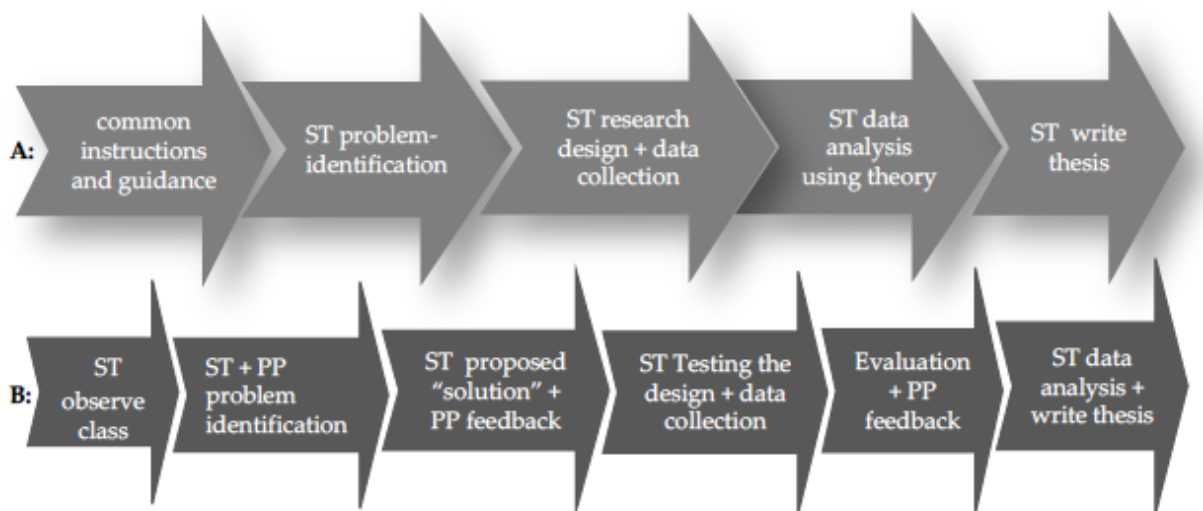 A:
common
instructions
and guidance
ST problem-
identification
ST research
design + data
collection
ST data
analysis
using theory
ST write
thesis
B:
ST
observe
class
ST + PP
problem
identification
ST proposed
“solution” +
PP feedback
ST Testing the
design + data
collection
Evaluation
+ PP
feedback
ST data
analysis +
write thesis